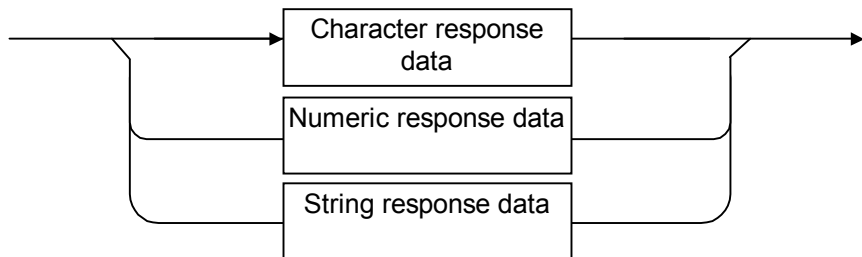 Character response
data
Numeric response data
String response data